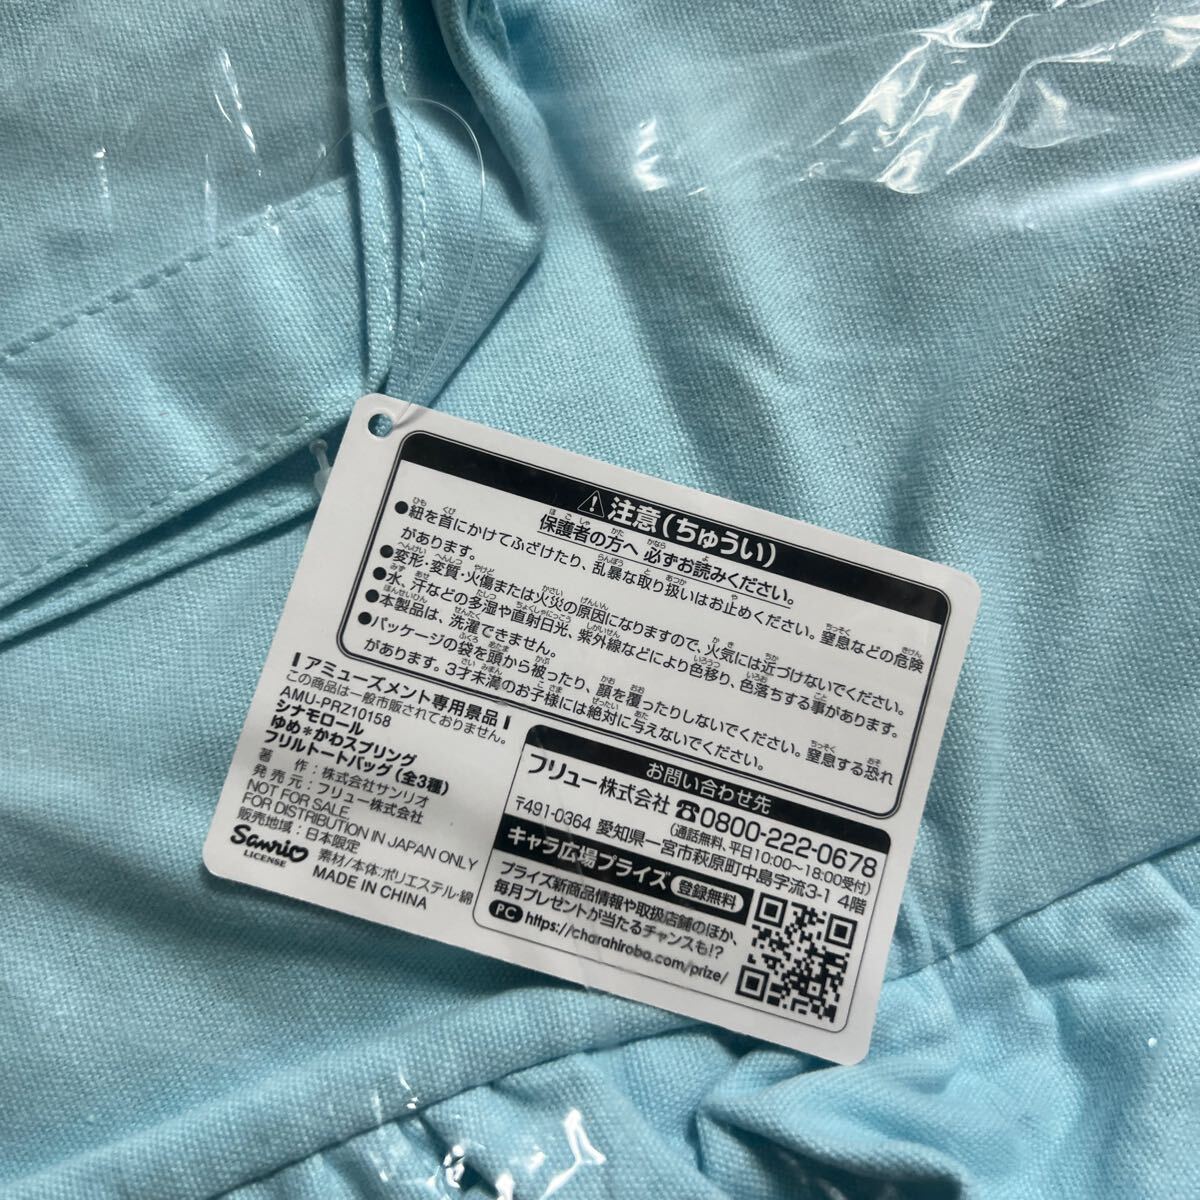 ⚠注意(ちゅうい)
保護者の方へ 必ずお読みください。
●紐を首にかけてふざけたり、乱暴な取り扱いはお止めください。窒息などの危険
があります。
●変形・変質・火傷または火災の原因になりますので、火気には近づけないでください。
●水、汗などの多湿や直射日光、紫外線などにより色移り、色落ちする事があります。
●本製品は、洗濯できません。
●パッケージの袋を頭から被ったり、顔を覆ったりしないでください。窒息する恐れ
があります。3才未満のお子様には絶対に与えないでください。
アミューズメント専用景品
この商品は一般市販されておりません。
AMU-PRZ10158
シナモロール
ゆめ*かわスプリング
フリルトートバッグ(全3種)
著 作:株式会社サンリオ
発売元:フリュー株式会社
NOT FOR SALE
FOR DISTRIBUTION IN JAPAN ONLY
販売地域:日本限定
素材/本体:ポリエステル・綿
MADE IN CHINA
Sanrio
LICENSE
お問い合わせ先
フリュー株式会社 ☎0800-222-0678
(通話無料、平日10:00~18:00受付)
〒491-0364 愛知県一宮市萩原町中島字流3-1 4階
キャラ広場プライズ 登録無料
プライズ新商品情報や取扱店舗のほか、
毎月プレゼントが当たるチャンスも!?
PC https://charahiroba.com/prize/